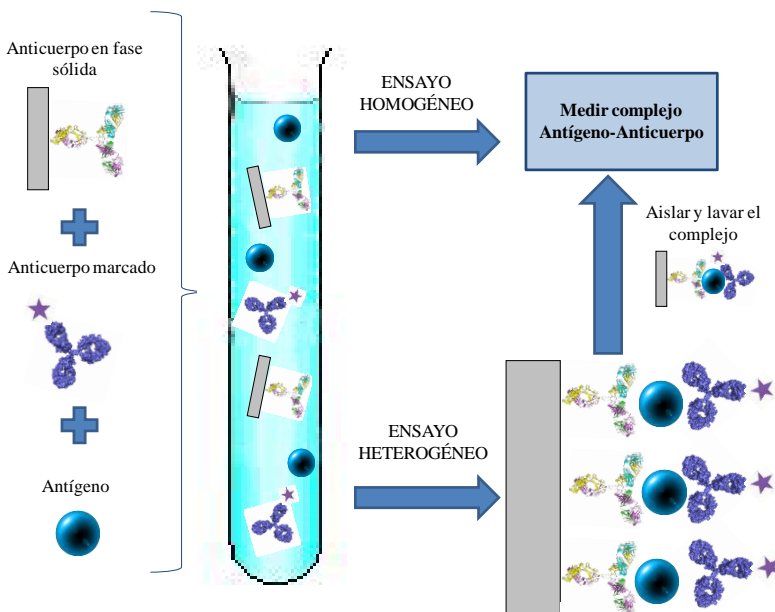 Anticuerpo en fase
sólida
Anticuerpo marcado
Antígeno
ENSAYO
HOMOGÉNEO
Medir complejo
Antígeno-Anticuerpo
Aislar y lavar el
complejo
ENSAYO
HETEROGÉNEO